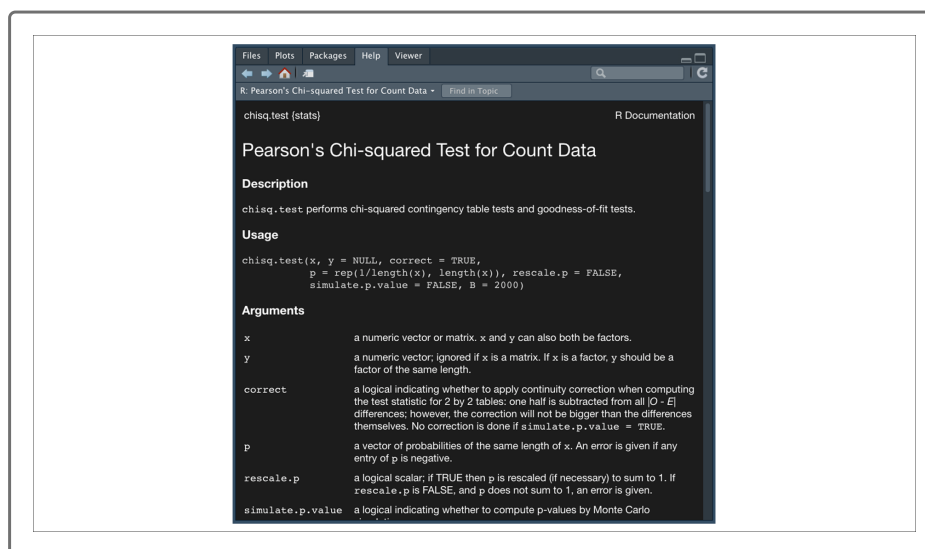 Files Plots Packages Help Viewer
R: Pearson's Chi-squared Test for Count Data Find in Topic
chisq.test {stats} R Documentation
Pearson's Chi-squared Test for Count Data
Description
chisq.test performs chi-squared contingency table tests and goodness-of-fit tests.
Usage
chisq.test(x, y = NULL, correct = TRUE,
p = rep(1/length(x), length(x)), rescale.p = FALSE,
simulate.p.value = FALSE, B = 2000)
Arguments
x a numeric vector or matrix. x and y can also both be factors.
y a numeric vector; ignored if x is a matrix. If x is a factor, y should be a
factor of the same length.
correct a logical indicating whether to apply continuity correction when computing
the test statistic for 2 by 2 tables: one half is subtracted from all |O - E|
differences; however, the correction will not be bigger than the differences
themselves. No correction is done if simulate.p.value = TRUE.
p a vector of probabilities of the same length of x. An error is given if any
entry of p is negative.
rescale.p a logical scalar; if TRUE then p is rescaled (if necessary) to sum to 1. If
rescale.p is FALSE, and p does not sum to 1, an error is given.
simulate.p.value a logical indicating whether to compute p-values by Monte Carlo